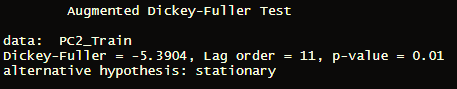 Augmented Dickey-Fuller Test
data:  PC2_Train
Dickey-Fuller = -5.3904, Lag order = 11, p-value = 0.01
alternative hypothesis: stationary